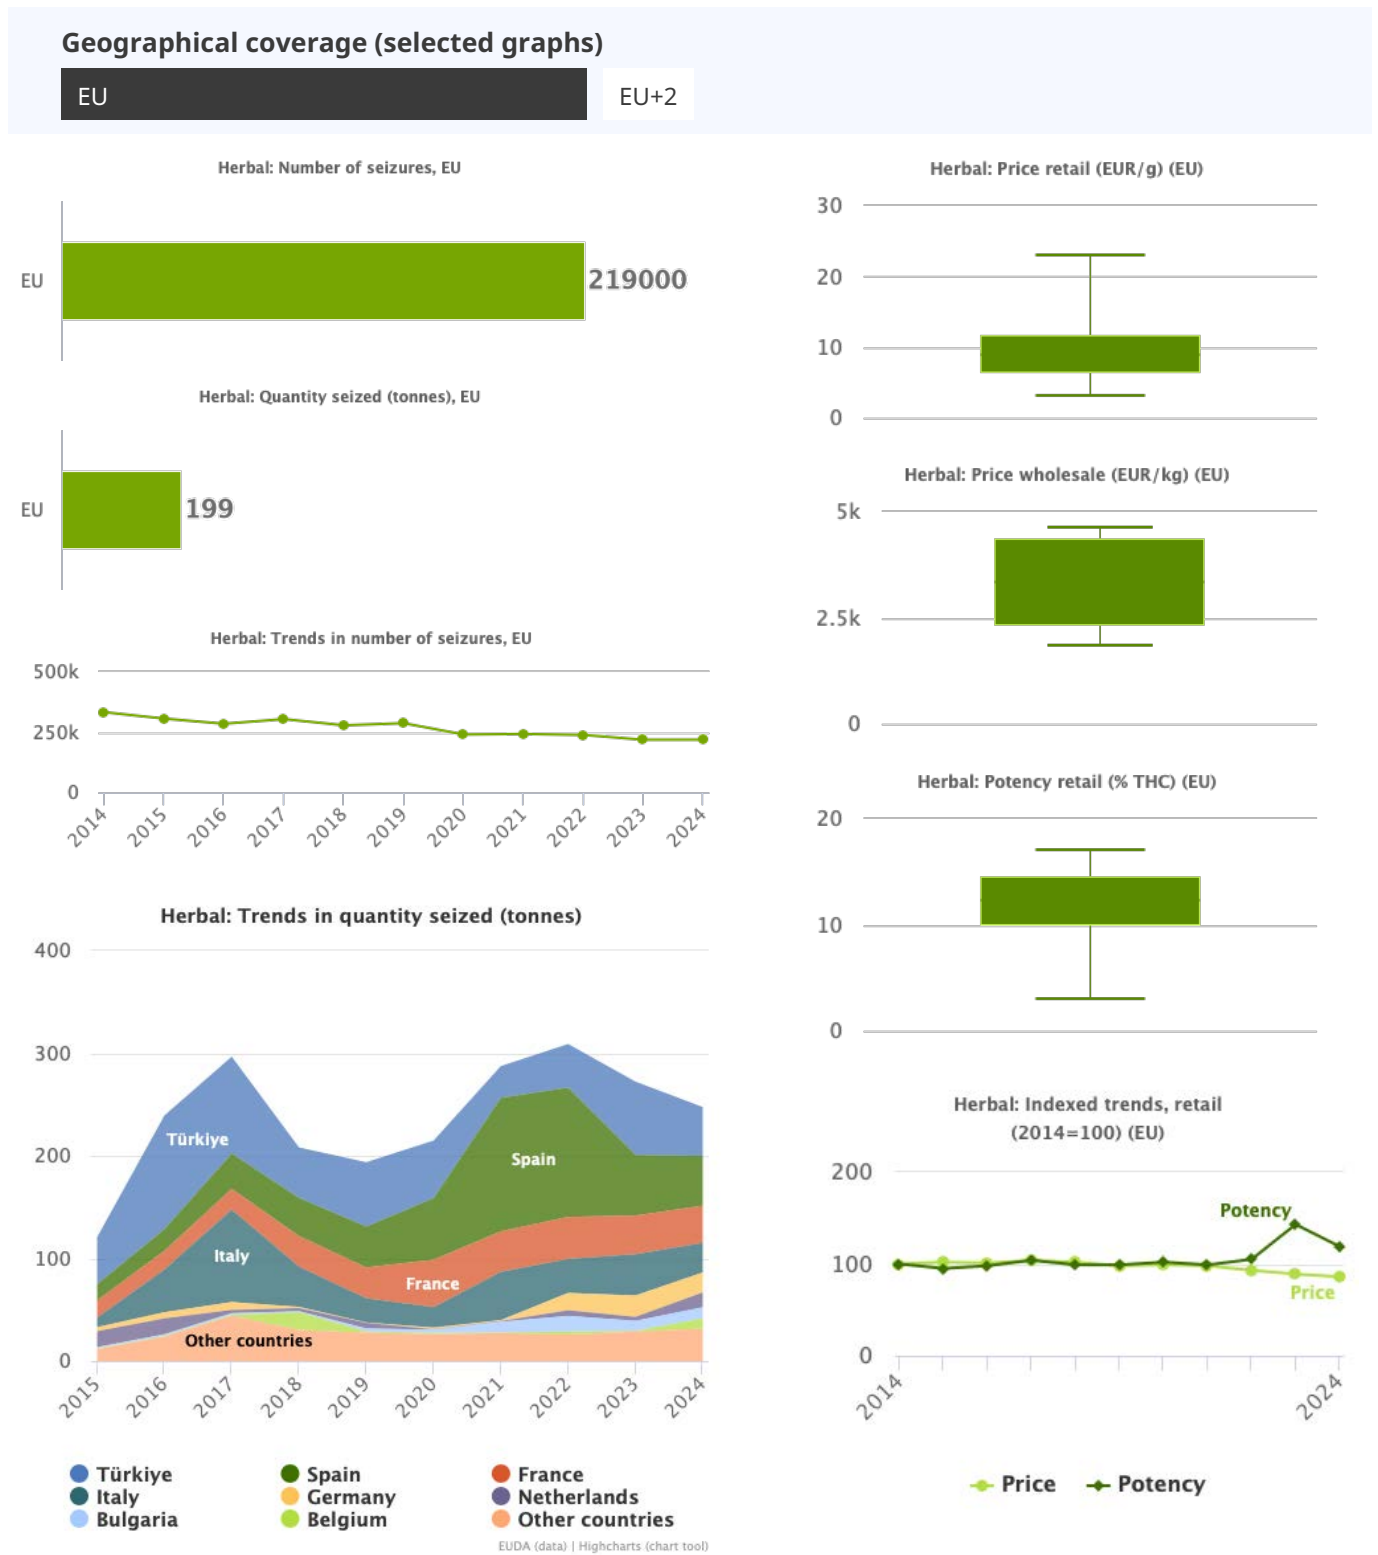 Geographical coverage (selected graphs)
EU
EU+2
Herbal: Number of seizures, EU
EU
219000
Herbal: Quantity seized (tonnes), EU
EU
199
Herbal: Trends in number of seizures, EU
500k
250k
0
2014
2015
2016
2017
2018
2019
2020
2021
2022
2023
2024
Herbal: Trends in quantity seized (tonnes)
400
300
200
100
0
Türkiye
Spain
Italy
France
Other countries
2015
2016
2017
2018
2019
2020
2021
2022
2023
2024
Türkiye
Spain
France
Italy
Germany
Netherlands
Bulgaria
Belgium
Other countries
EUDA (data) | Highcharts (chart tool)
Herbal: Price retail (EUR/g) (EU)
30
20
10
0
Herbal: Price wholesale (EUR/kg) (EU)
5k
2.5k
0
Herbal: Potency retail (% THC) (EU)
20
10
0
Herbal: Indexed trends, retail
(2014=100) (EU)
200
100
0
Potency
Price
2014
2024
Price
Potency